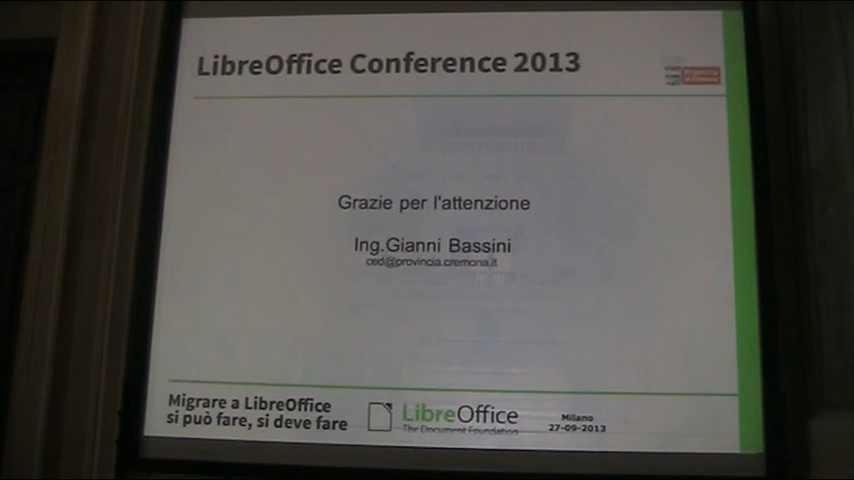 LibreOffice Conference 2013
Grazie per l'attenzione
Ing.Gianni Bassini
ced@provincia.cremona.it
Migrare a LibreOffice
si può fare, si deve fare
LibreOffice
The Document Foundation
Milano
27-09-2013